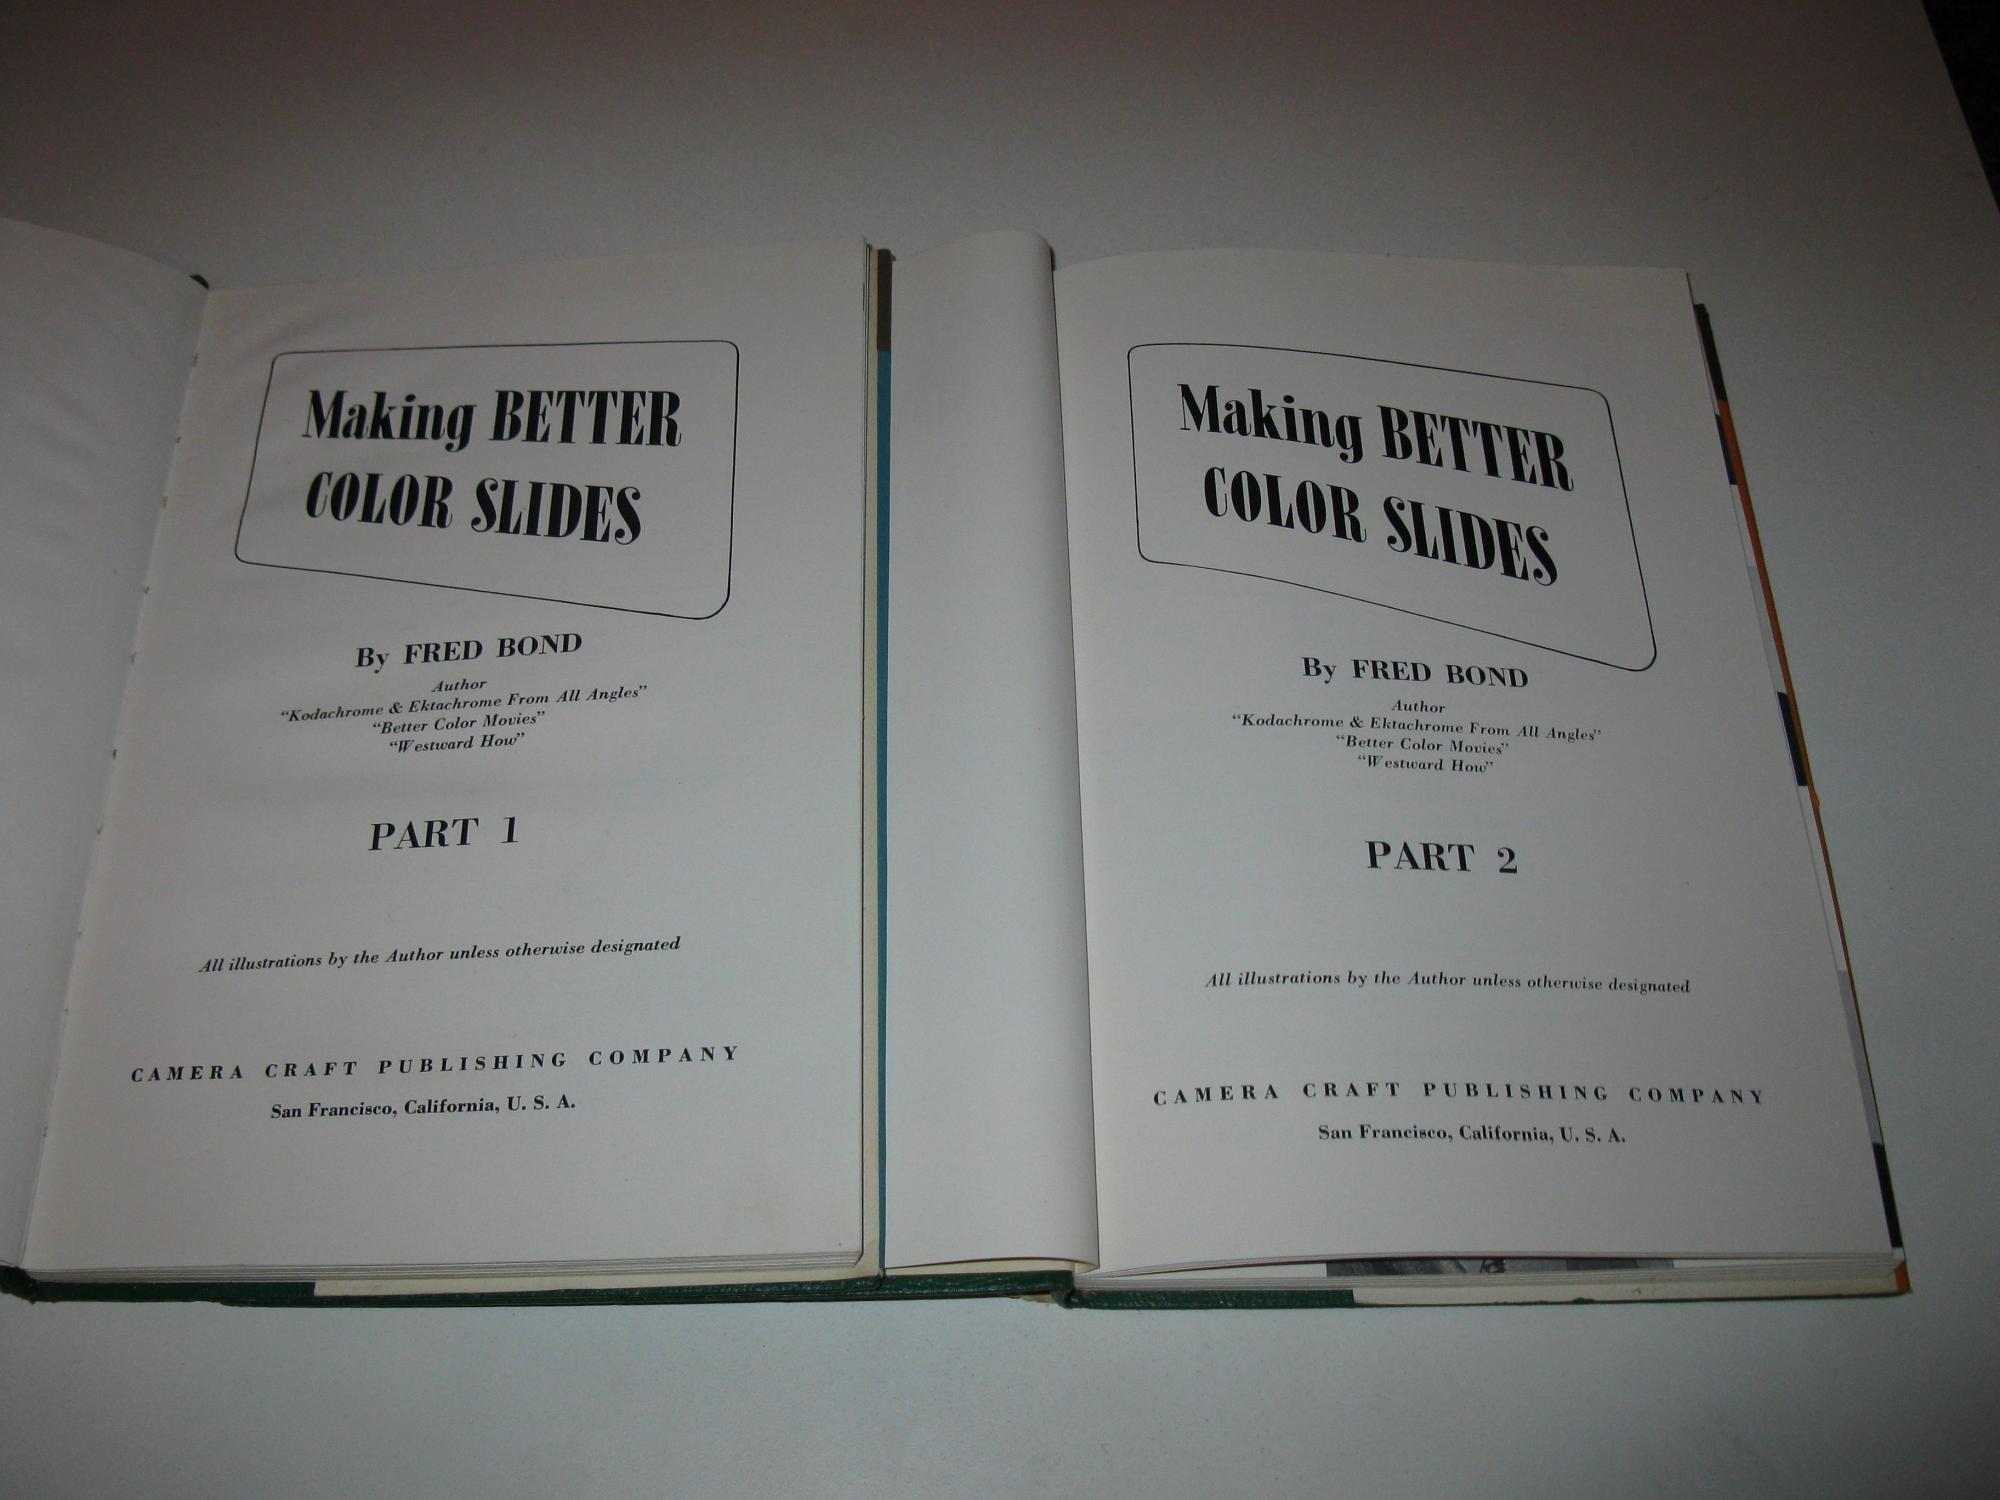 Making BETTER
COLOR SLIDES
By FRED BOND
Author
"Kodachrome & Ektachrome From All Angles"
"Better Color Movies"
"Westward How"
PART 1
All illustrations by the Author unless otherwise designated
CAMERA CRAFT PUBLISHING COMPANY
San Francisco, California, U. S. A.
Making BETTER
COLOR SLIDES
By FRED BOND
Author
"Kodachrome & Ektachrome From All Angles"
"Better Color Movies"
"Westward How"
PART 2
All illustrations by the Author unless otherwise designated
CAMERA CRAFT PUBLISHING COMPANY
San Francisco, California, U. S. A.